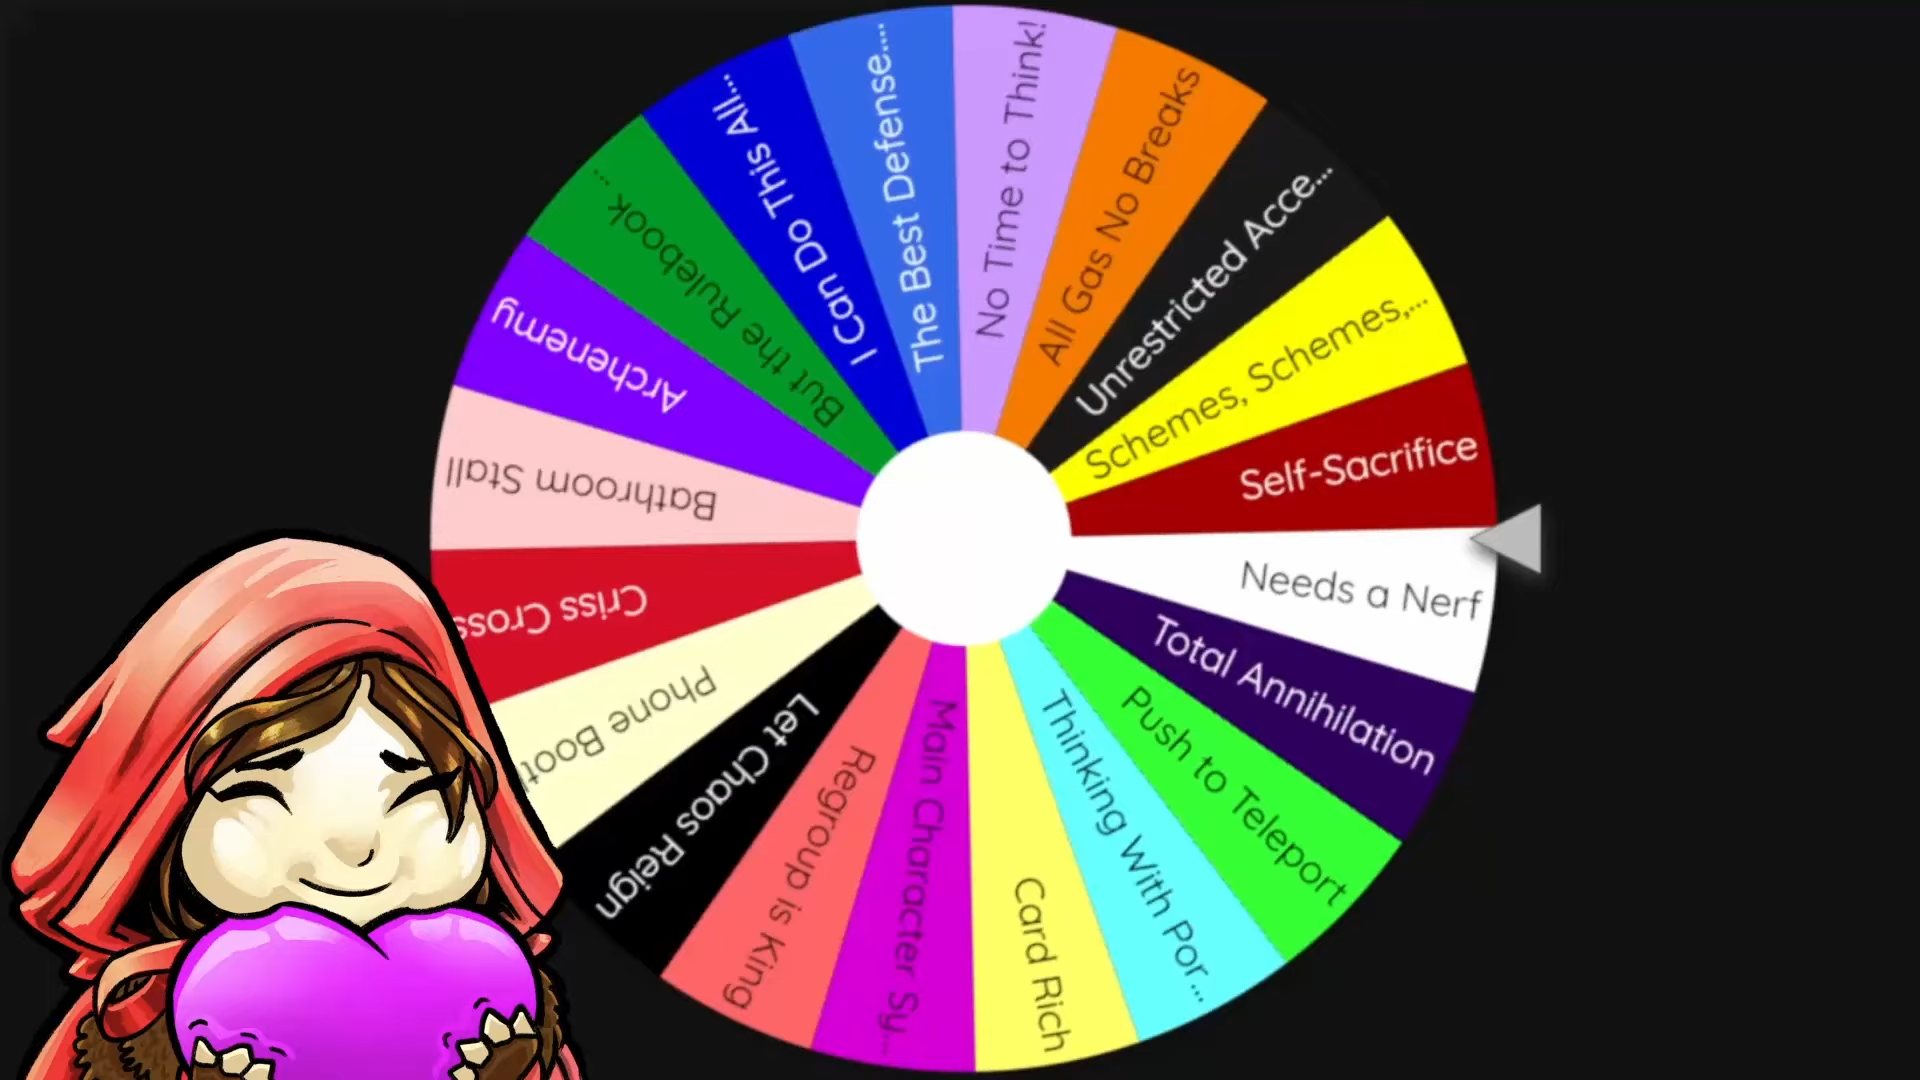 No Time to Think!
All Gas No Breaks
Unrestricted Acce...
Schemes, Schemes,...
Self-Sacrifice
Needs a Nerf
Total Annihilation
Push to Teleport
Thinking With Por...
Card Rich
Main Character Sy...
Regroup is King
Let Chaos Reign
Phone Boot
Criss Cross
Bathroom Stall
Archenemy
But the Rulebook ...
I Can Do This All...
The Best Defense....